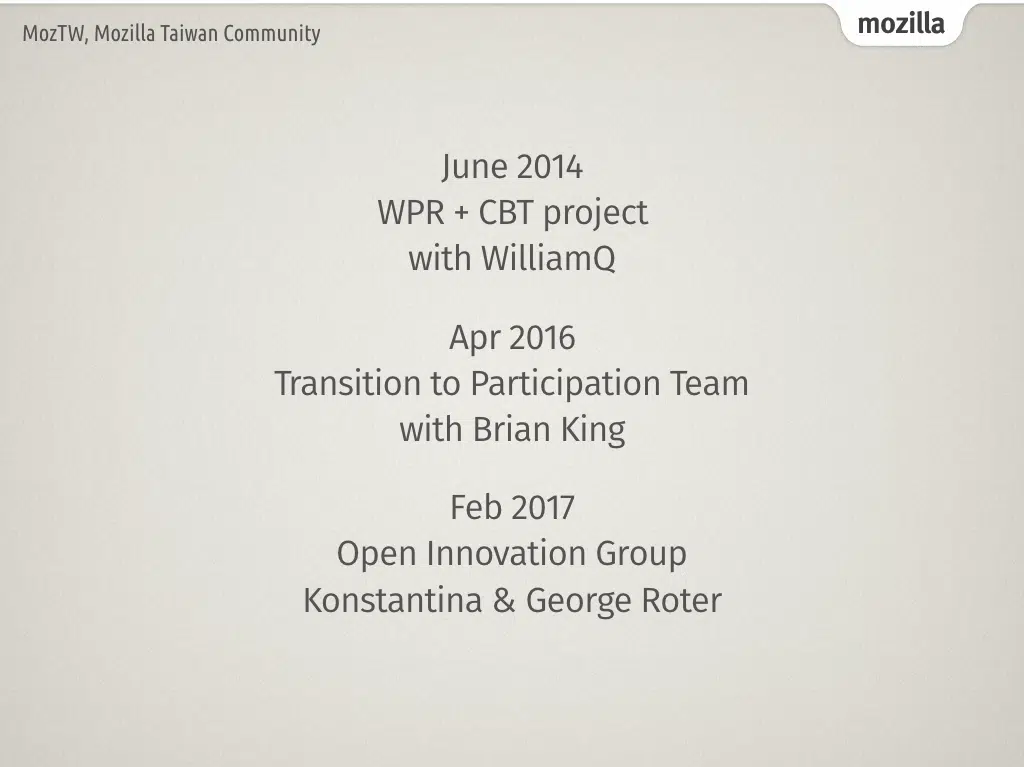 MozTW, Mozilla Taiwan Community
mozilla
June 2014
WPR + CBT project
with WilliamQ
Apr 2016
Transition to Participation Team
with Brian King
Feb 2017
Open Innovation Group
Konstantina & George Roter